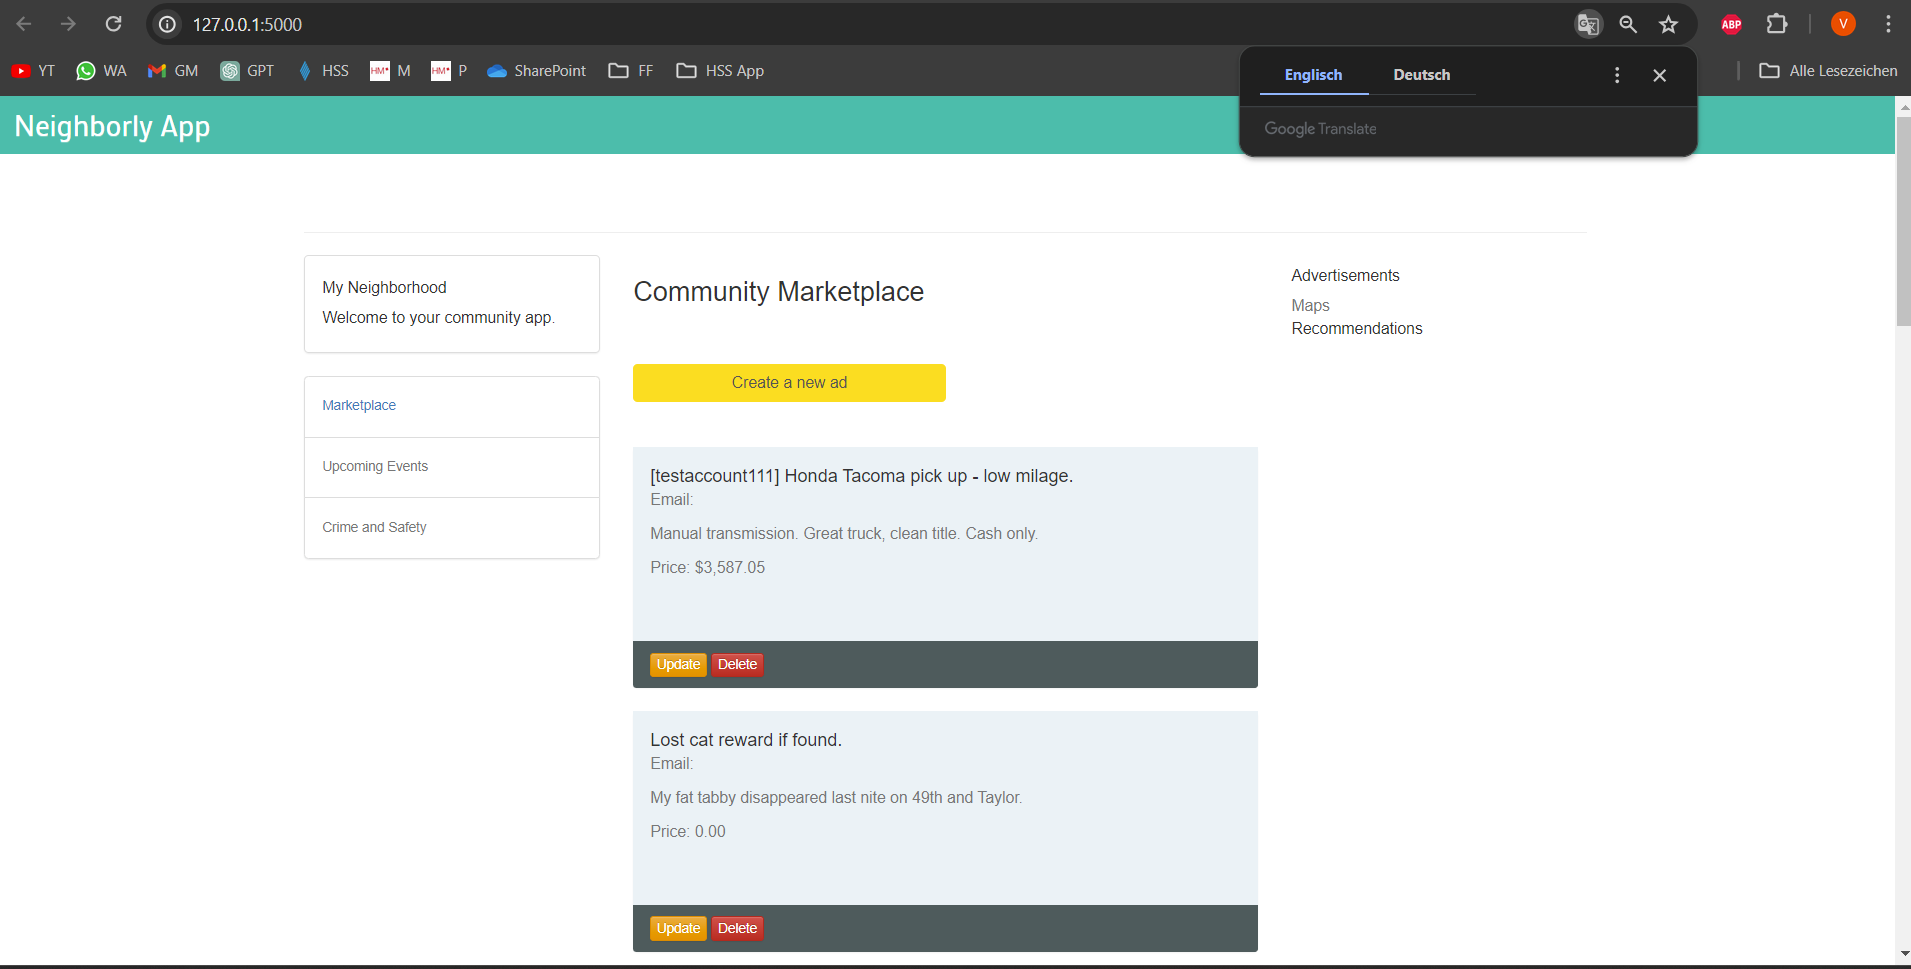 127.0.0.1:5000
ABP
V
YT
WA
GM
GPT
HSS
HM
M
HM
P
SharePoint
FF
HSS App
Alle Lesezeichen
Englisch
Deutsch
Google Translate
Neighborly App
My Neighborhood
Welcome to your community app.
Marketplace
Upcoming Events
Crime and Safety
Community Marketplace
Create a new ad
[testaccount111] Honda Tacoma pick up - low milage.
Email:
Manual transmission. Great truck, clean title. Cash only.
Price: $3,587.05
Update Delete
Lost cat reward if found.
Email:
My fat tabby disappeared last nite on 49th and Taylor.
Price: 0.00
Update Delete
Advertisements
Maps
Recommendations